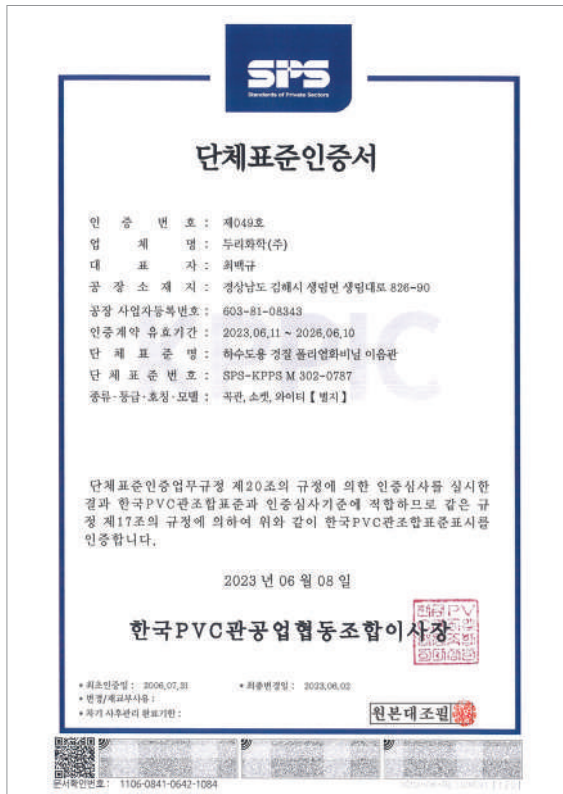 SPS
Standards of Private Sectors
단체표준인증서
인 증 번 호 : 제049호
업 체 명 : 두리화학(주)
대 표 자 : 최백규
공 장 소 재 지 : 경상남도 김해시 생림면 생림대로 826-90
공장 사업자등록번호 : 603-81-08343
인증계약 유효기간 : 2023.06.11 ~ 2026.06.10
단 체 표 준 명 : 하수도용 경질 폴리염화비닐 이음관
단 체 표 준 번 호 : SPS-KPPS M 302-0787
종류·등급·호칭·모델 : 곡관, 소켓, 와이티 【 별지 】
단체표준인증업무규정 제20조의 규정에 의한 인증심사를 실시한
결과 한국PVC관조합표준과 인증심사기준에 적합하므로 같은 규
정 제17조의 규정에 의하여 위와 같이 한국PVC관조합표준표시를
인증합니다.
2023 년 06 월 08 일
한국PVC관공업협동조합이사장
* 최초인증일 : 2006.07.31 * 최종변경일 : 2023.06.02
* 변경/재교부사유 :
* 차기 사후관리 완료기한 :
원본대조필
문서확인번호 : 1106-0841-0642-1084